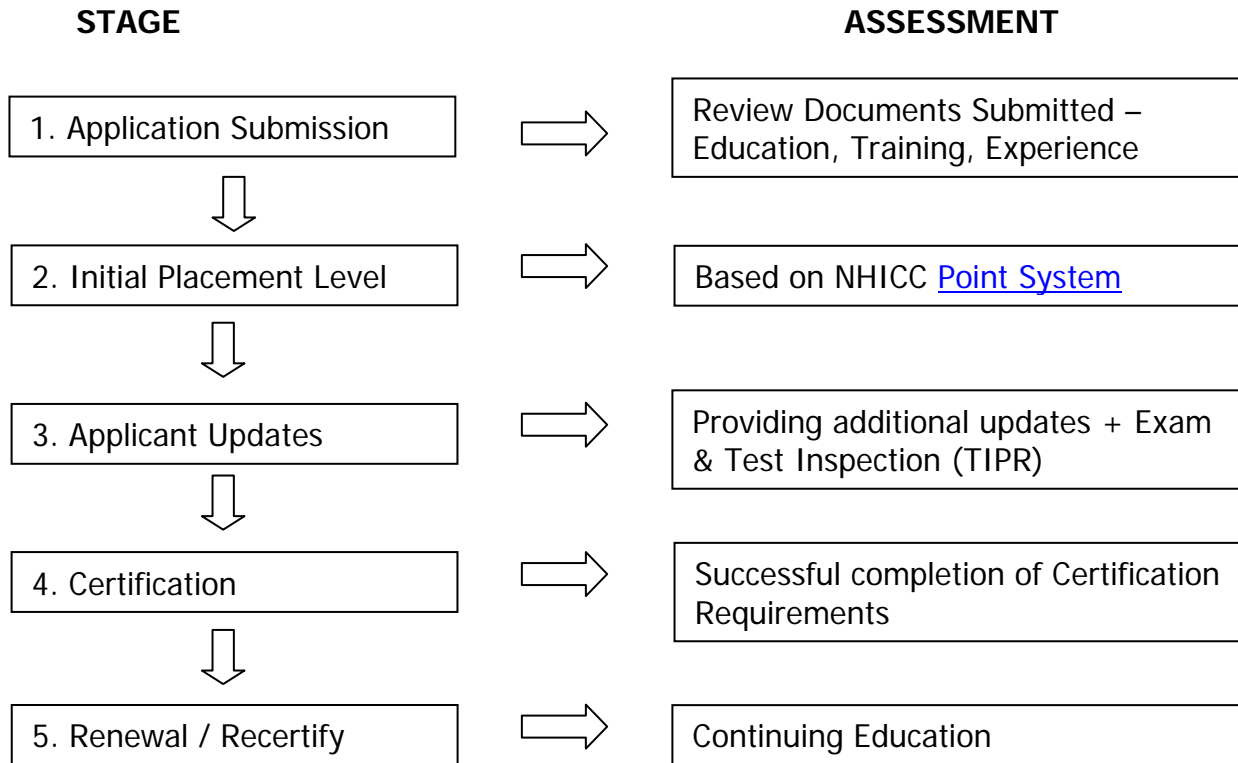 STAGE
ASSESSMENT
1. Application Submission
Review Documents Submitted –
Education, Training, Experience
2. Initial Placement Level
Based on NHICC Point System
3. Applicant Updates
Providing additional updates + Exam
& Test Inspection (TIPR)
4. Certification
Successful completion of Certification
Requirements
5. Renewal / Recertify
Continuing Education